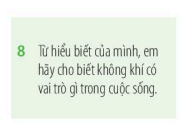 8 Từ hiểu biết của mình, em
hãy cho biết không khí có
vai trò gì trong cuộc sống.